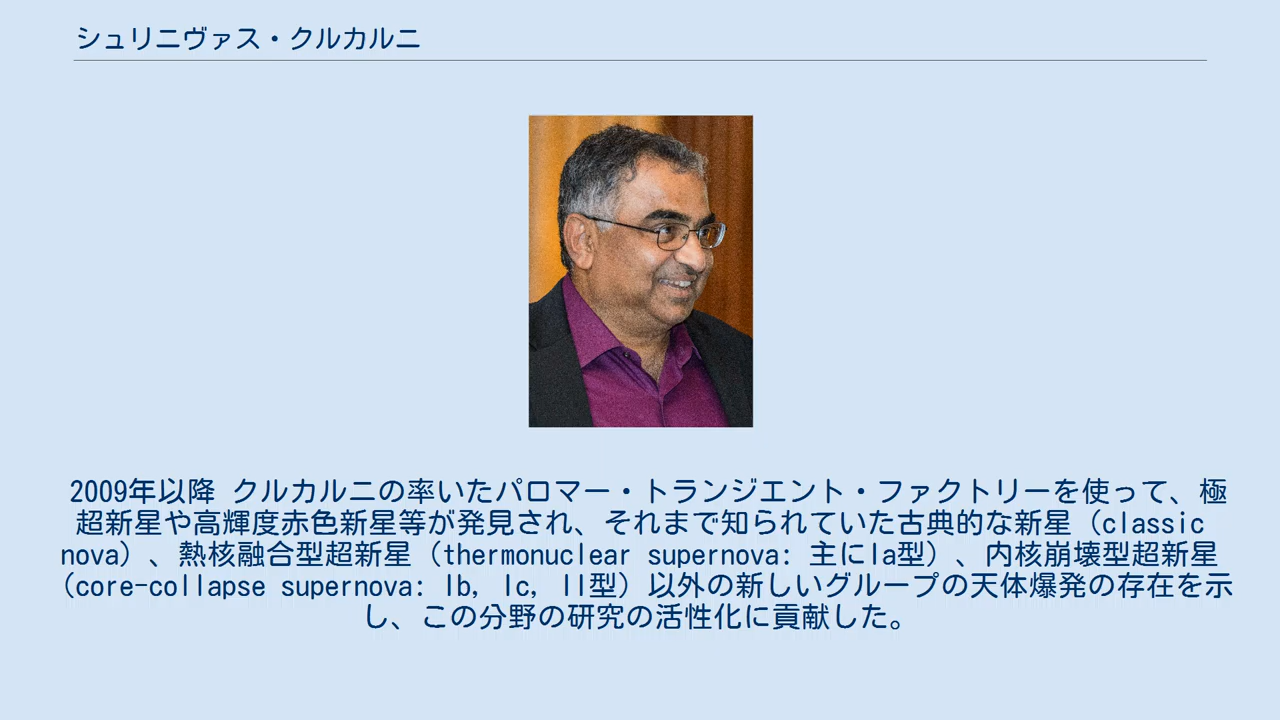 シュリニヴァス・クルカルニ
2009年以降 クルカルニの率いたパロマー・トランジエント・ファクトリーを使って、極
超新星や高輝度赤色新星等が発見され、それまで知られていた古典的な新星（classic
nova）、熱核融合型超新星（thermonuclear supernova: 主にIa型）、内核崩壊型超新星
（core-collapse supernova: Ib, Ic, II型）以外の新しいグループの天体爆発の存在を示
し、この分野の研究の活性化に貢献した。